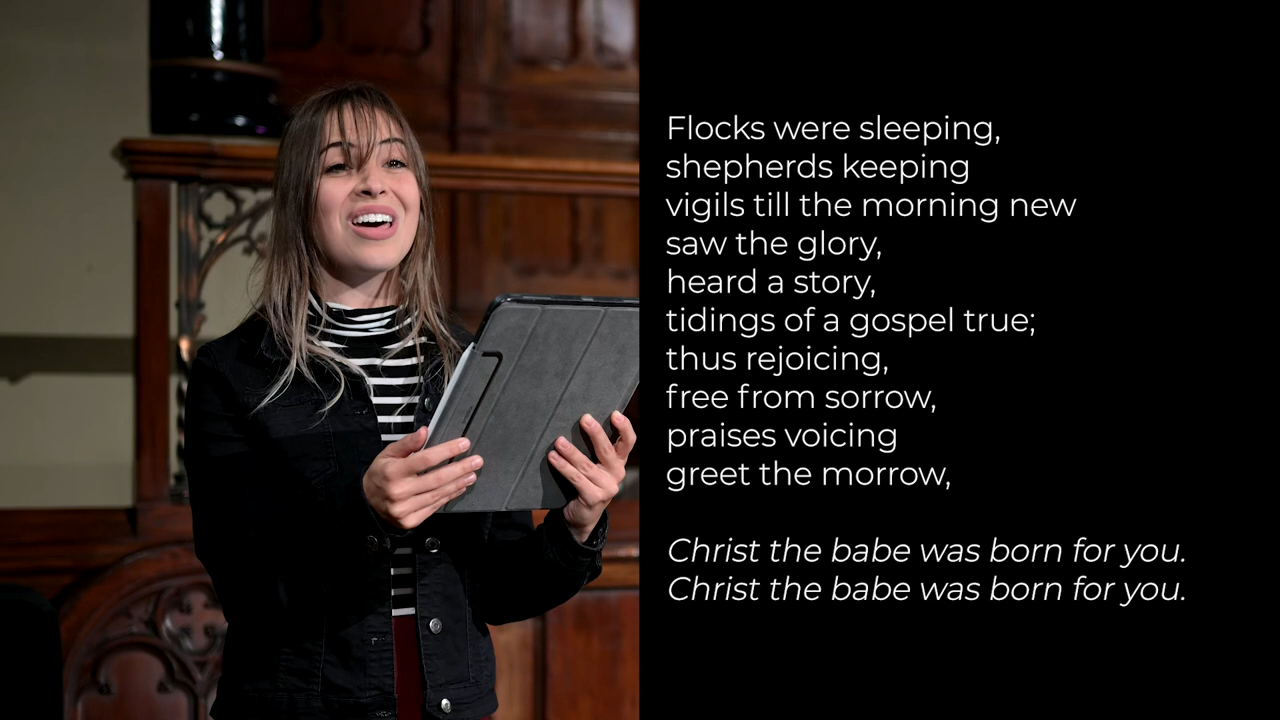 Flocks were sleeping,
shepherds keeping
vigils till the morning new
saw the glory,
heard a story,
tidings of a gospel true;
thus rejoicing,
free from sorrow,
praises voicing
greet the morrow,
Christ the babe was born for you.
Christ the babe was born for you.